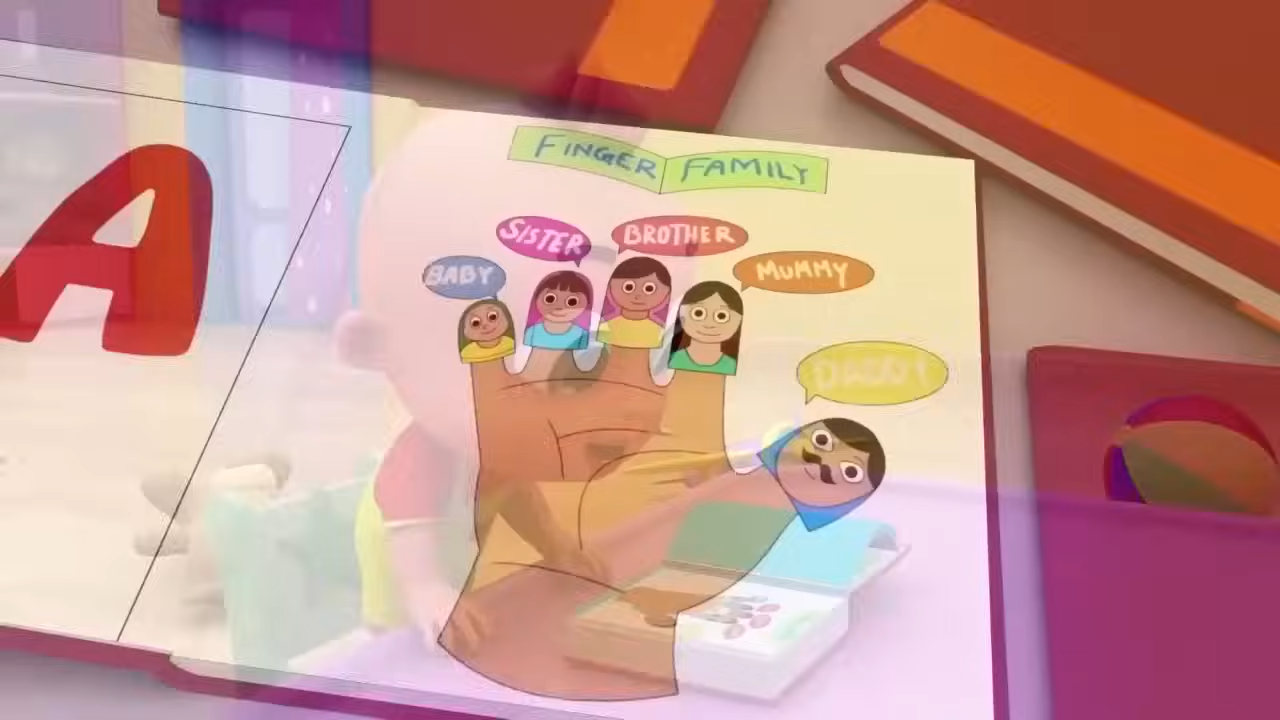 A
FINGER FAMILY
SISTER
BROTHER
BABY
MUMMY
DADDY